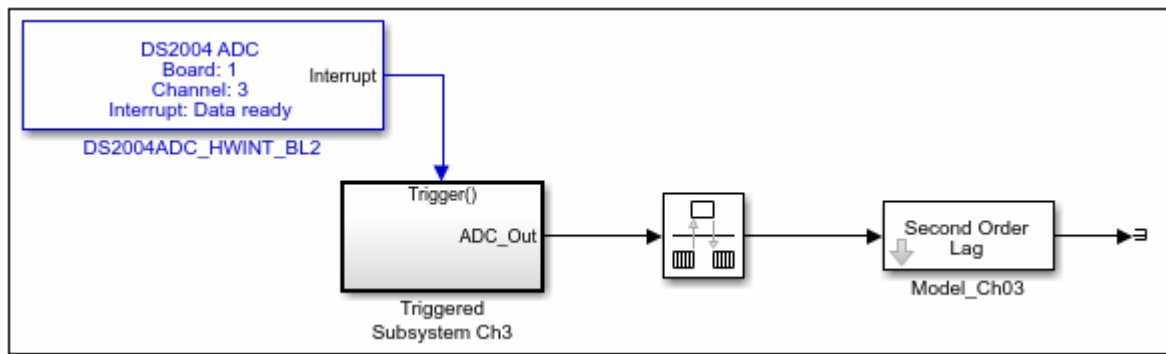 DS2004 ADC
Board: 1
Channel: 3
Interrupt: Data ready
Interrupt
DS2004ADC_HWINT_BL2
Trigger()
ADC_Out
Triggered
Subsystem Ch3
Second Order
Lag
Model_Ch03